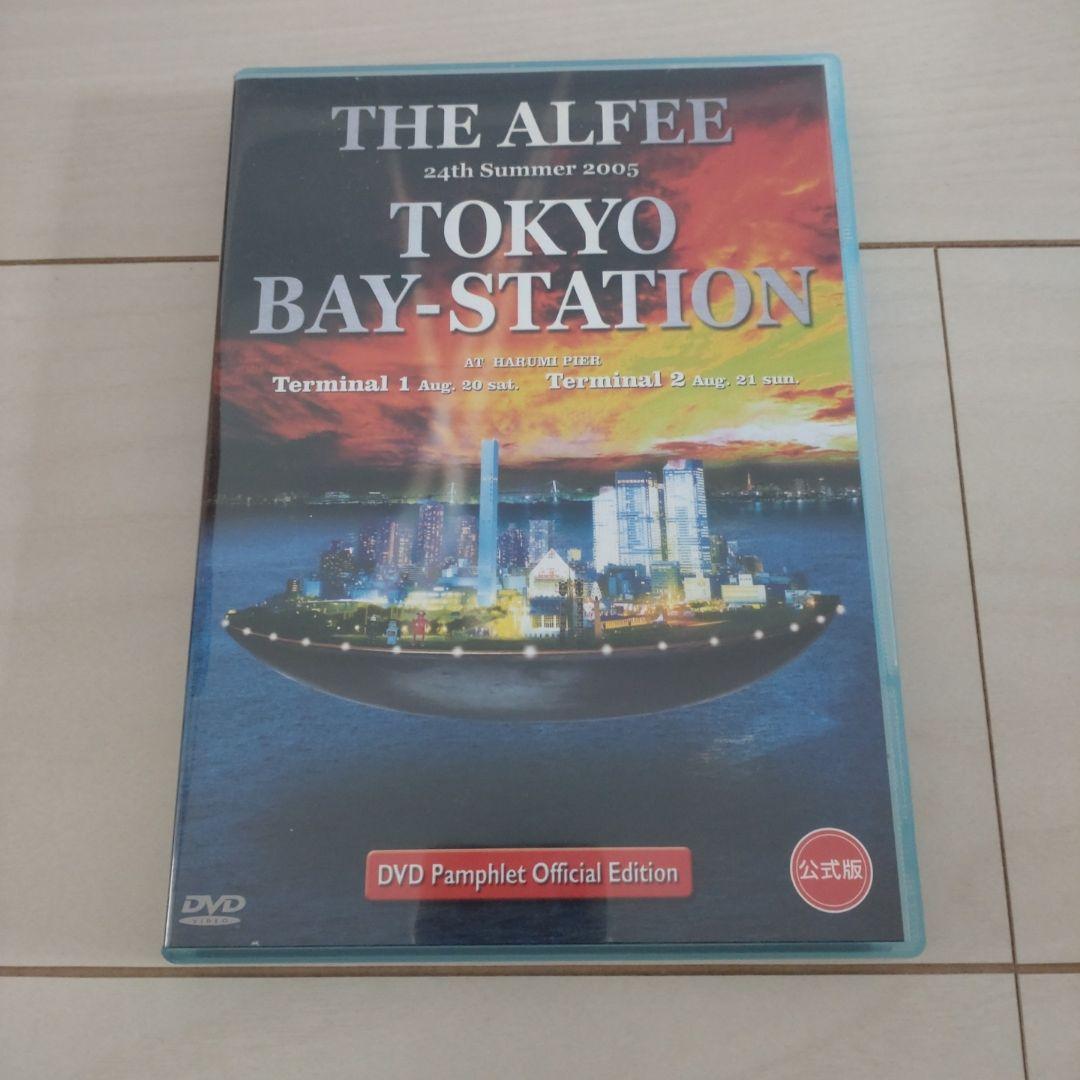 THE ALFEE
24th Summer 2005
TOKYO
BAY-STATION
AT HARUMI PIER
Terminal 1 Aug. 20 sat. Terminal 2 Aug. 21 sun.
DVD Pamphlet Official Edition
公式版
DVD
VIDEO